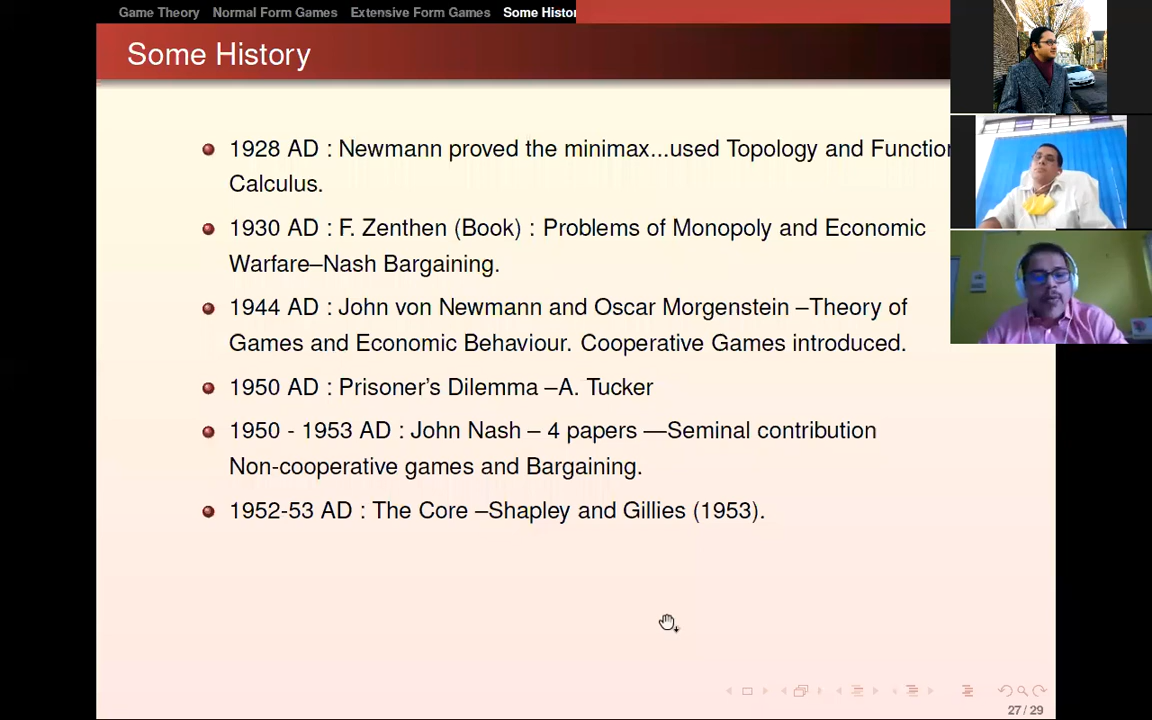 Game Theory Normal Form Games Extensive Form Games Some
Some History
1928 AD : Newmann proved the minimax...used Topology and
Calculus.
1930 AD : F. Zenthen (Book) : Problems of Monopoly and Economic
Warfare–Nash Bargaining.
1944 AD : John von Newmann and Oscar Morgenstein –Theory of
Games and Economic Behaviour. Cooperative Games introduced.
1950 AD : Prisoner's Dilemma –A. Tucker
1950 - 1953 AD : John Nash – 4 papers —Seminal contribution
Non-cooperative games and Bargaining.
1952-53 AD : The Core –Shapley and Gillies (1953).
27 / 29